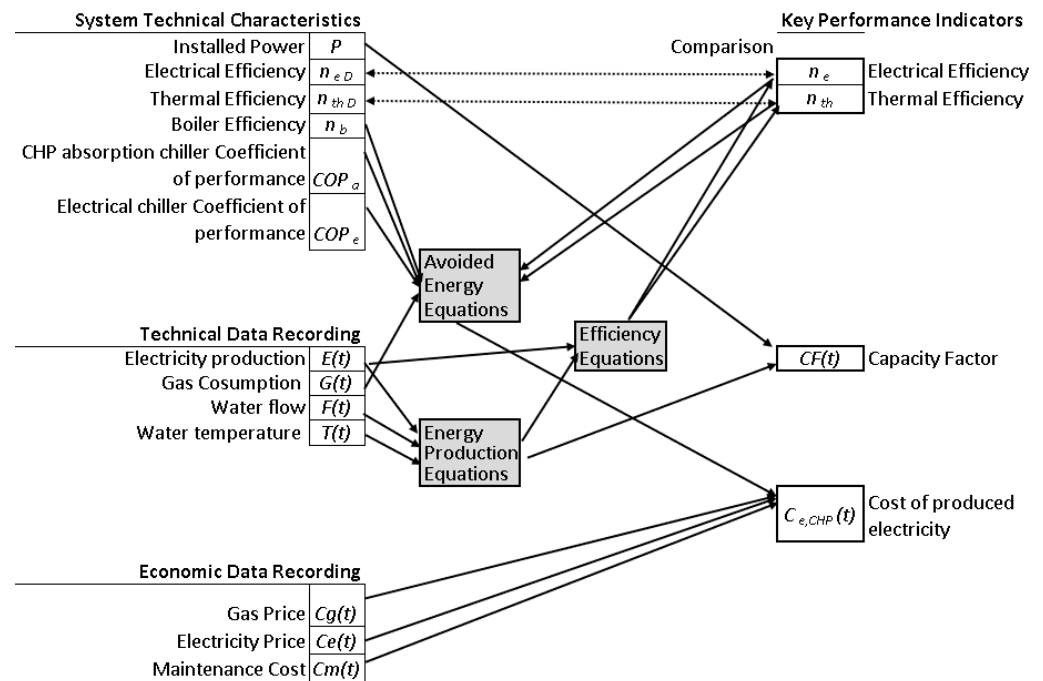 System Technical Characteristics
Installed Power P
Electrical Efficiency n e D
Thermal Efficiency n th D
Boiler Efficiency n b
CHP absorption chiller Coefficient
of performance COP a
Electrical chiller Coefficient of
performance COP e
Technical Data Recording
Electricity production E(t)
Gas Cosumption G(t)
Water flow F(t)
Water temperature T(t)
Economic Data Recording
Gas Price Cg(t)
Electricity Price Ce(t)
Maintenance Cost Cm(t)
Avoided
Energy
Equations
Energy
Production
Equations
Efficiency
Equations
Key Performance Indicators
Comparison
n e Electrical Efficiency
n th Thermal Efficiency
CF(t) Capacity Factor
C e,CHP (t) Cost of produced
electricity